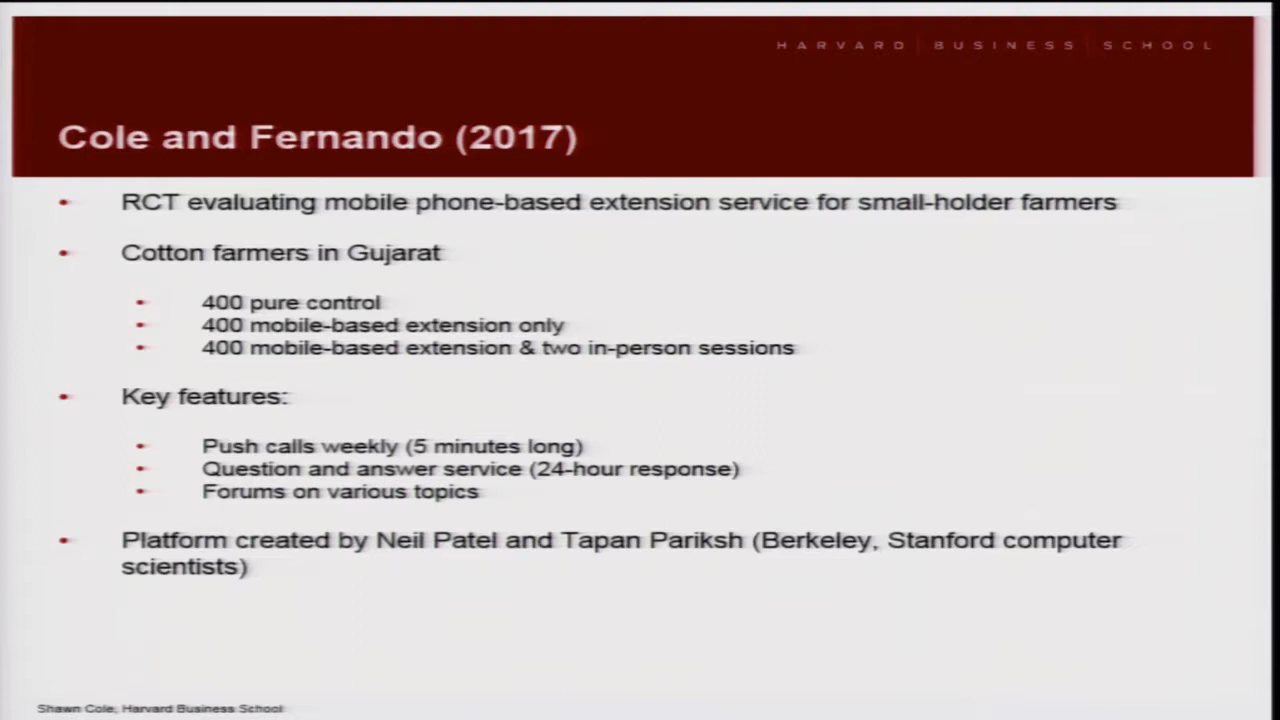 HARVARD | BUSINESS | SCHOOL
Cole and Fernando (2017)
• RCT evaluating mobile phone-based extension service for small-holder farmers
• Cotton farmers in Gujarat
• 400 pure control
• 400 mobile-based extension only
• 400 mobile-based extension & two in-person sessions
• Key features:
• Push calls weekly (5 minutes long)
• Question and answer service (24-hour response)
• Forums on various topics
• Platform created by Neil Patel and Tapan Pariksh (Berkeley, Stanford computer
scientists)
Shawn Cole, Harvard Business School